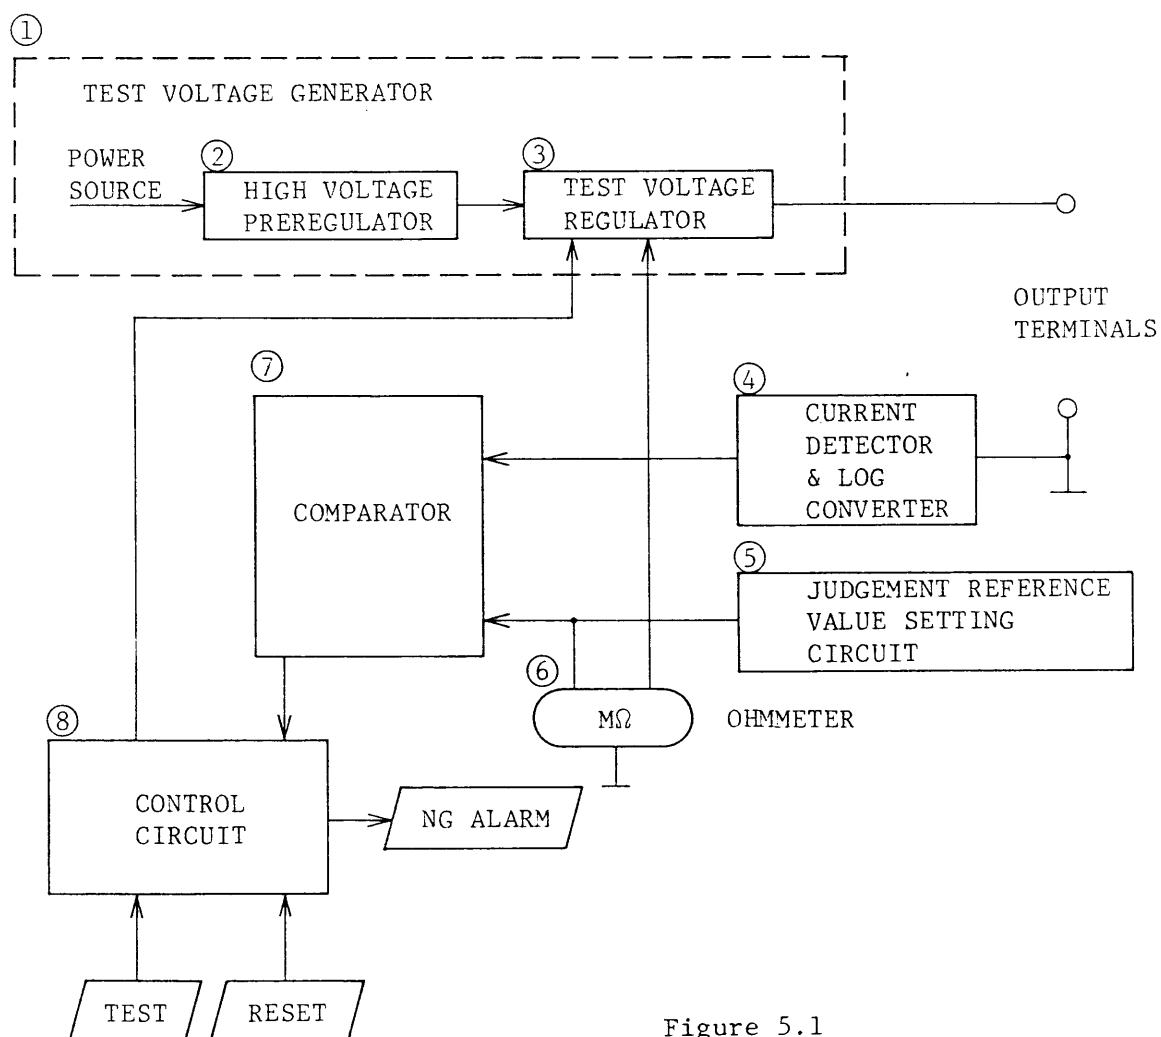 ①
TEST VOLTAGE GENERATOR
POWER
SOURCE
②
HIGH VOLTAGE
PREREGULATOR
③
TEST VOLTAGE
REGULATOR
OUTPUT
TERMINALS
⑦
COMPARATOR
④
CURRENT
DETECTOR
& LOG
CONVERTER
⑤
JUDGEMENT REFERENCE
VALUE SETTING
CIRCUIT
⑥
MΩ
OHMMETER
⑧
CONTROL
CIRCUIT
NG ALARM
TEST
RESET
Figure 5.1